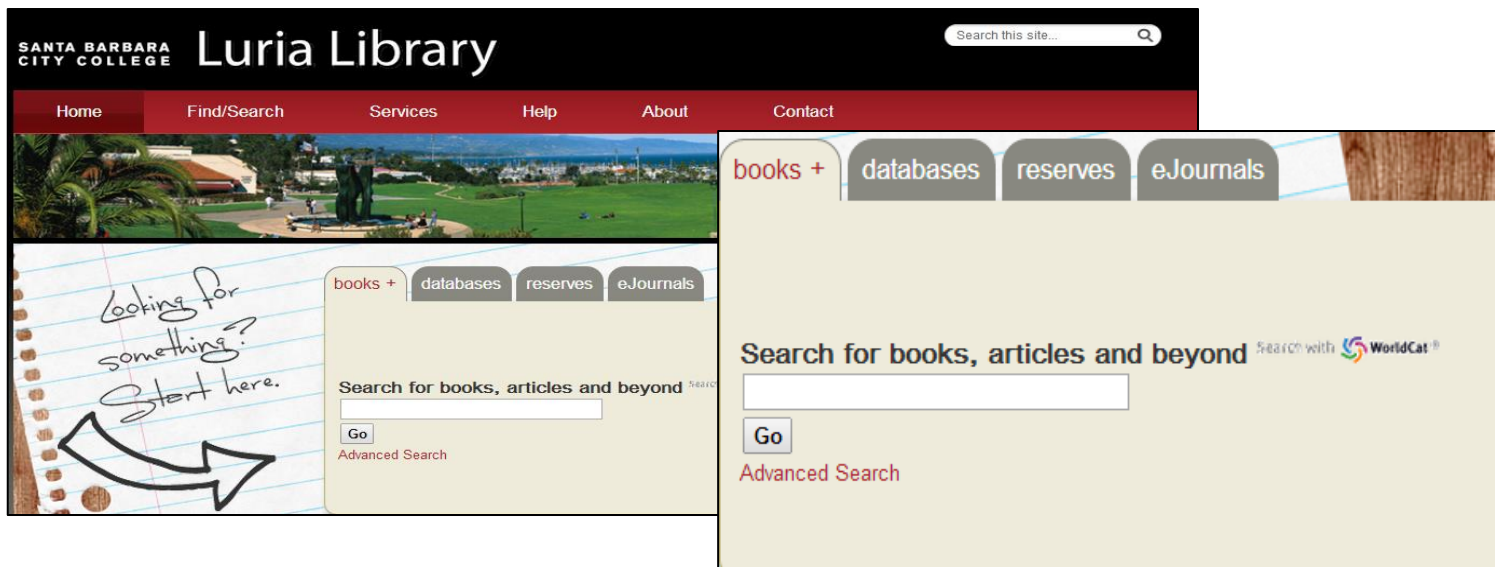 SANTA BARBARA
CITY COLLEGE
Luria Library
Search this site...
Home Find/Search Services Help About Contact
Looking for
something?
Start here.
books + databases reserves eJournals
Search for books, articles and beyond
Go
Advanced Search
books + databases reserves eJournals
Search for books, articles and beyond Search with WorldCat®
Go
Advanced Search